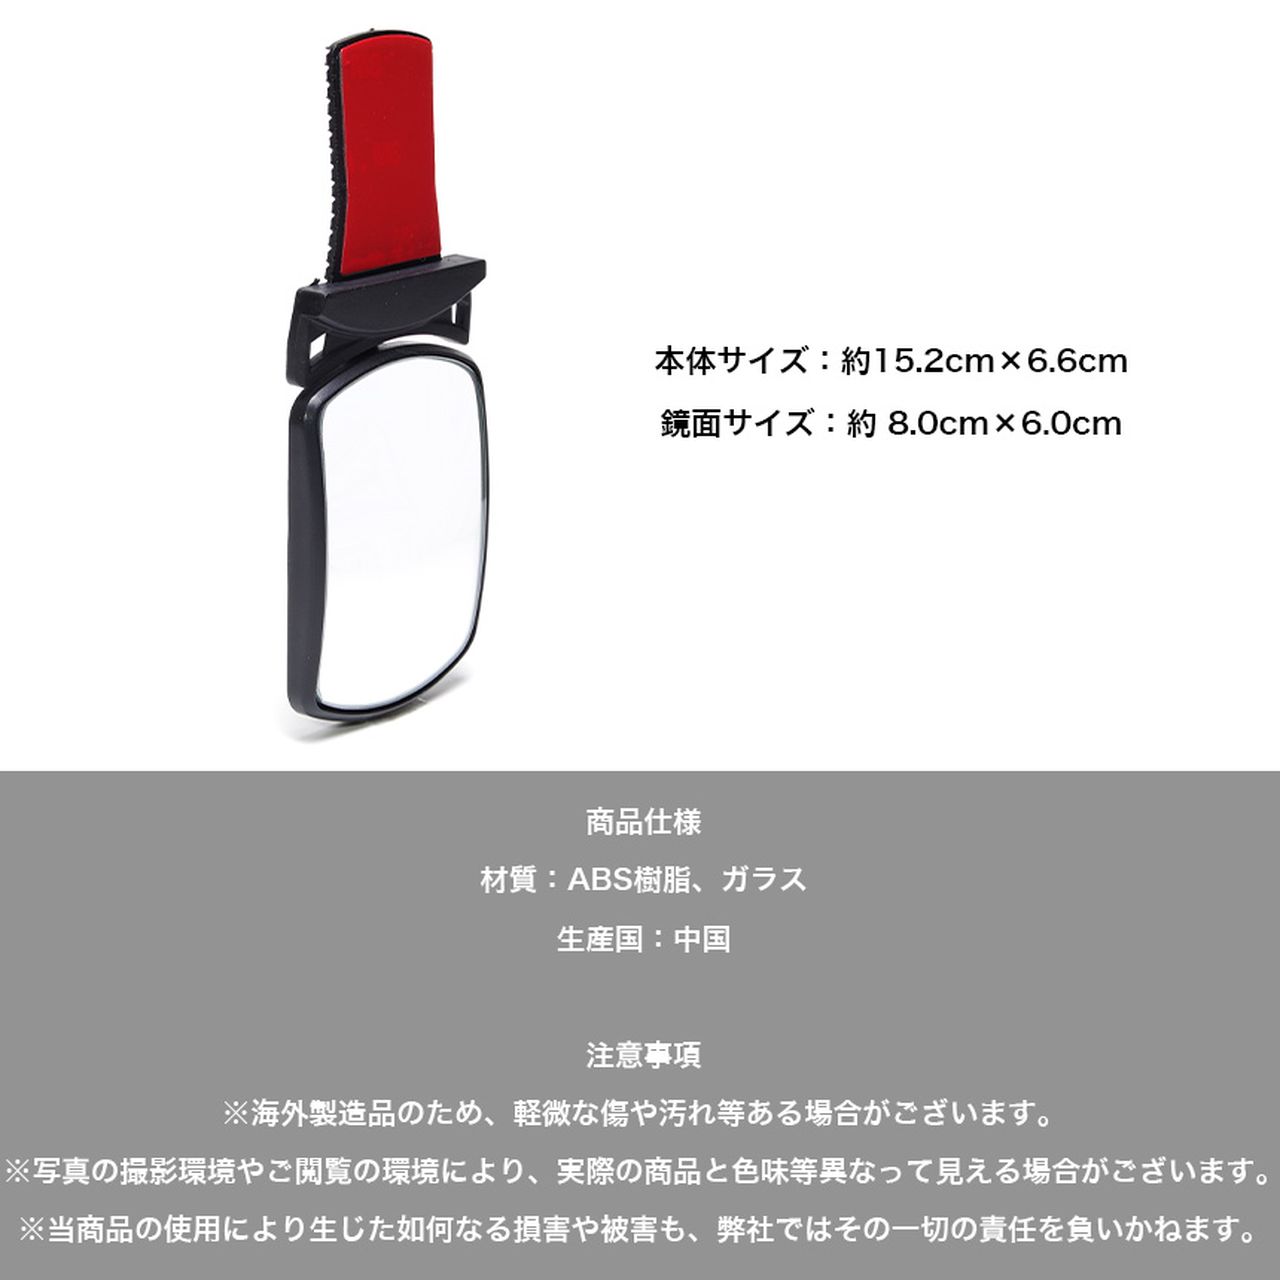 本体サイズ：約15.2cm×6.6cm
鏡面サイズ：約 8.0cm×6.0cm
商品仕様
材質：ABS樹脂、ガラス
生産国：中国
注意事項
※海外製造品のため、軽微な傷や汚れ等ある場合がございます。
※写真の撮影環境やご閲覧の環境により、実際の商品と色味等異なって見える場合がございます。
※当商品の使用により生じた如何なる損害や被害も、弊社ではその一切の責任を負いかねます。